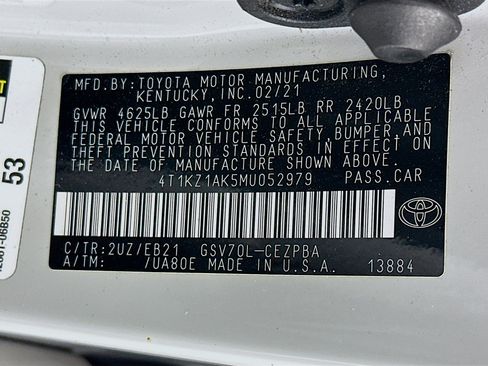 MFD.BY: TOYOTA MOTOR MANUFACTURING,
KENTUCKY, INC. 02/21
GVWR 4625LB GAWR FR 2515LB RR 2420LB
THIS VEHICLE CONFORMS TO ALL APPLICABLE
FEDERAL MOTOR VEHICLE SAFETY, BUMPER, AND
THEFT PREVENTION STANDARDS IN EFFECT ON
THE DATE OF MANUFACTURE SHOWN ABOVE.
4T1KZ1AK5MU052979 PASS.CAR
C/TR:2UZ/EB21 GSV70L-CEZPBA
A/TM: /UA80E MADE IN U.S.A. 13884
53